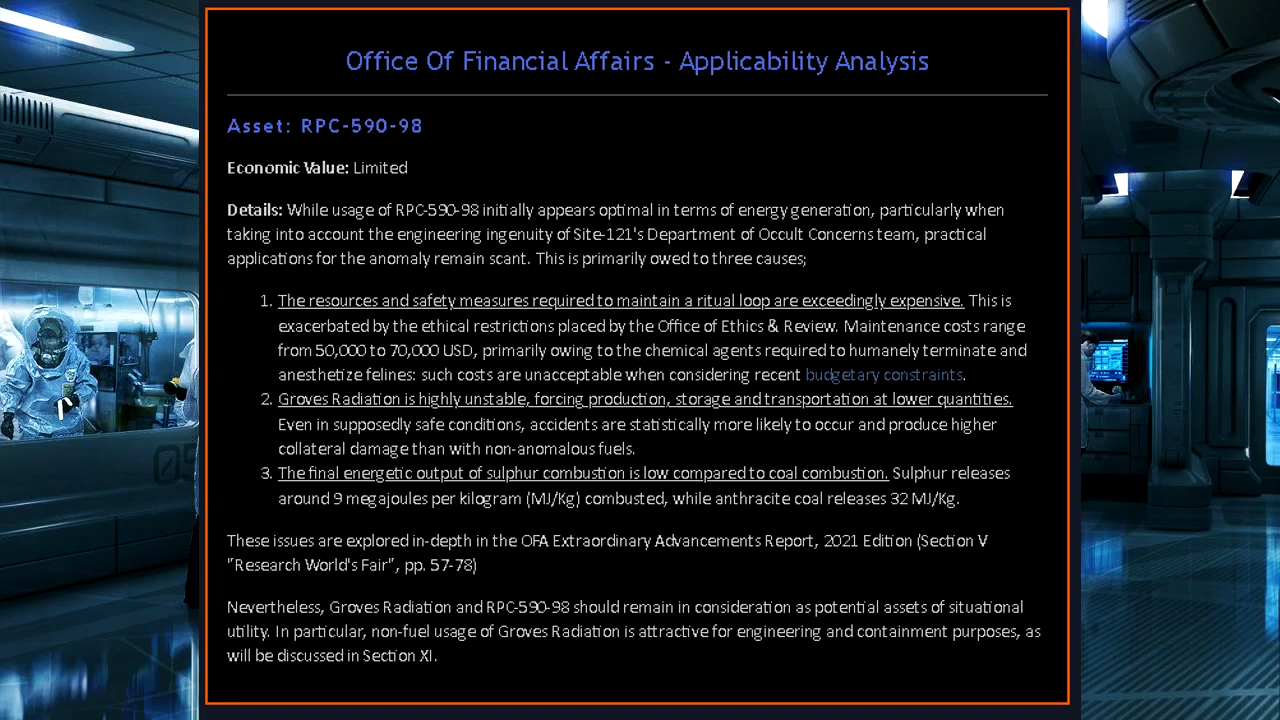 Office Of Financial Affairs - Applicability Analysis
Asset: RPC-590-98
Economic Value: Limited
Details: While usage of RPC-590-98 initially appears optimal in terms of energy generation, particularly when
taking into account the engineering ingenuity of Site-121's Department of Occult Concerns team, practical
applications for the anomaly remain scant. This is primarily owed to three causes;
1. The resources and safety measures required to maintain a ritual loop are exceedingly expensive. This is
exacerbated by the ethical restrictions placed by the Office of Ethics & Review. Maintenance costs range
from 50,000 to 70,000 USD, primarily owing to the chemical agents required to humanely terminate and
anesthetize felines: such costs are unacceptable when considering recent budgetary constraints.
2. Groves Radiation is highly unstable, forcing production, storage and transportation at lower quantities.
Even in supposedly safe conditions, accidents are statistically more likely to occur and produce higher
collateral damage than with non-anomalous fuels.
3. The final energetic output of sulphur combustion is low compared to coal combustion. Sulphur releases
around 9 megajoules per kilogram (MJ/Kg) combusted, while anthracite coal releases 32 MJ/Kg.
These issues are explored in-depth in the OFA Extraordinary Advancements Report, 2021 Edition (Section V
"Research World's Fair", pp. 57-78)
Nevertheless, Groves Radiation and RPC-590-98 should remain in consideration as potential assets of situational
utility. In particular, non-fuel usage of Groves Radiation is attractive for engineering and containment purposes, as
will be discussed in Section XI.
05